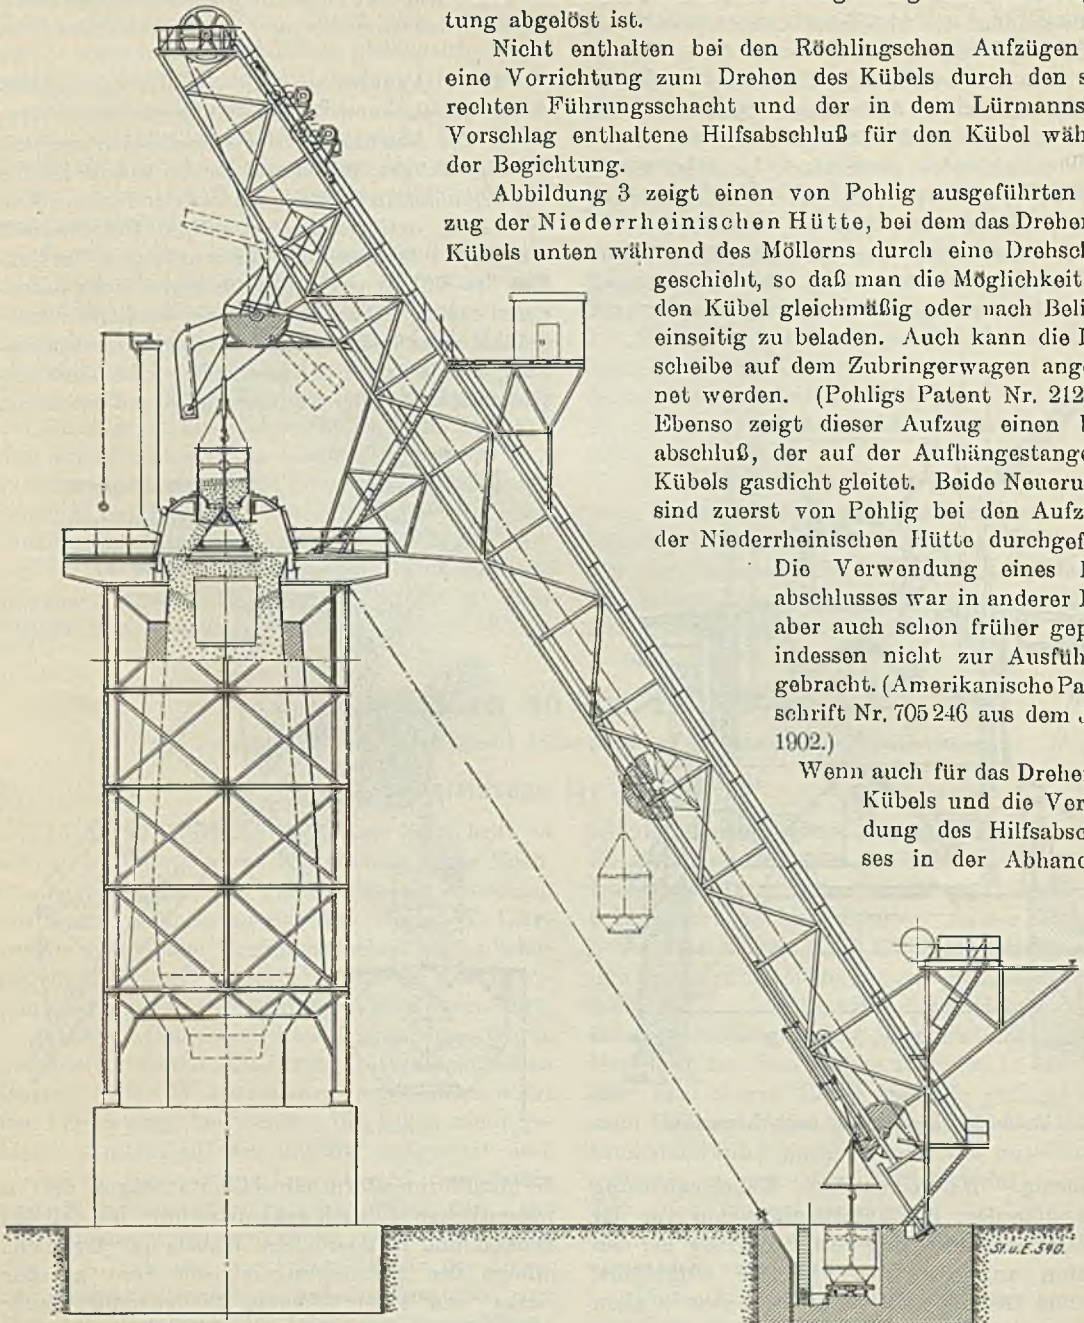 tung abgelöst ist.
Nicht enthalten bei den Röchlingschen Aufzügen
eine Vorrichtung zum Drehen des Kübels durch den s
rechten Führungsschacht und der in dem Lürmanns
Vorschlag enthaltene Hilfsabschluß für den Kübel wäh
der Begichtung.
Abbildung 3 zeigt einen von Pohlig ausgeführten
zug der Niederrheinischen Hütte, bei dem das Drehen
Kübels unten während des Möllerns durch eine Drehsch
geschieht, so daß man die Möglichkeit
den Kübel gleichmäßig oder nach Beli
einseitig zu beladen. Auch kann die
scheibe auf dem Zubringerwagen ange
net werden. (Pohligs Patent Nr. 212
Ebenso zeigt dieser Aufzug einen
abschluß, der auf der Aufhängestange
Kübels gasdicht gleitet. Beide Neueru
sind zuerst von Pohlig bei den Aufz
der Niederrheinischen Hütte durchgef
Die Verwendung eines
abschlusses war in anderer
aber auch schon früher gep
indessen nicht zur Ausfüh
gebracht. (Amerikanische Pa
schrift Nr. 705 246 aus dem
1902.)
Wenn auch für das Drehe
Kübels und die Ver
dung des Hilfsabsc
ses in der Abhand
St.u.E.590.